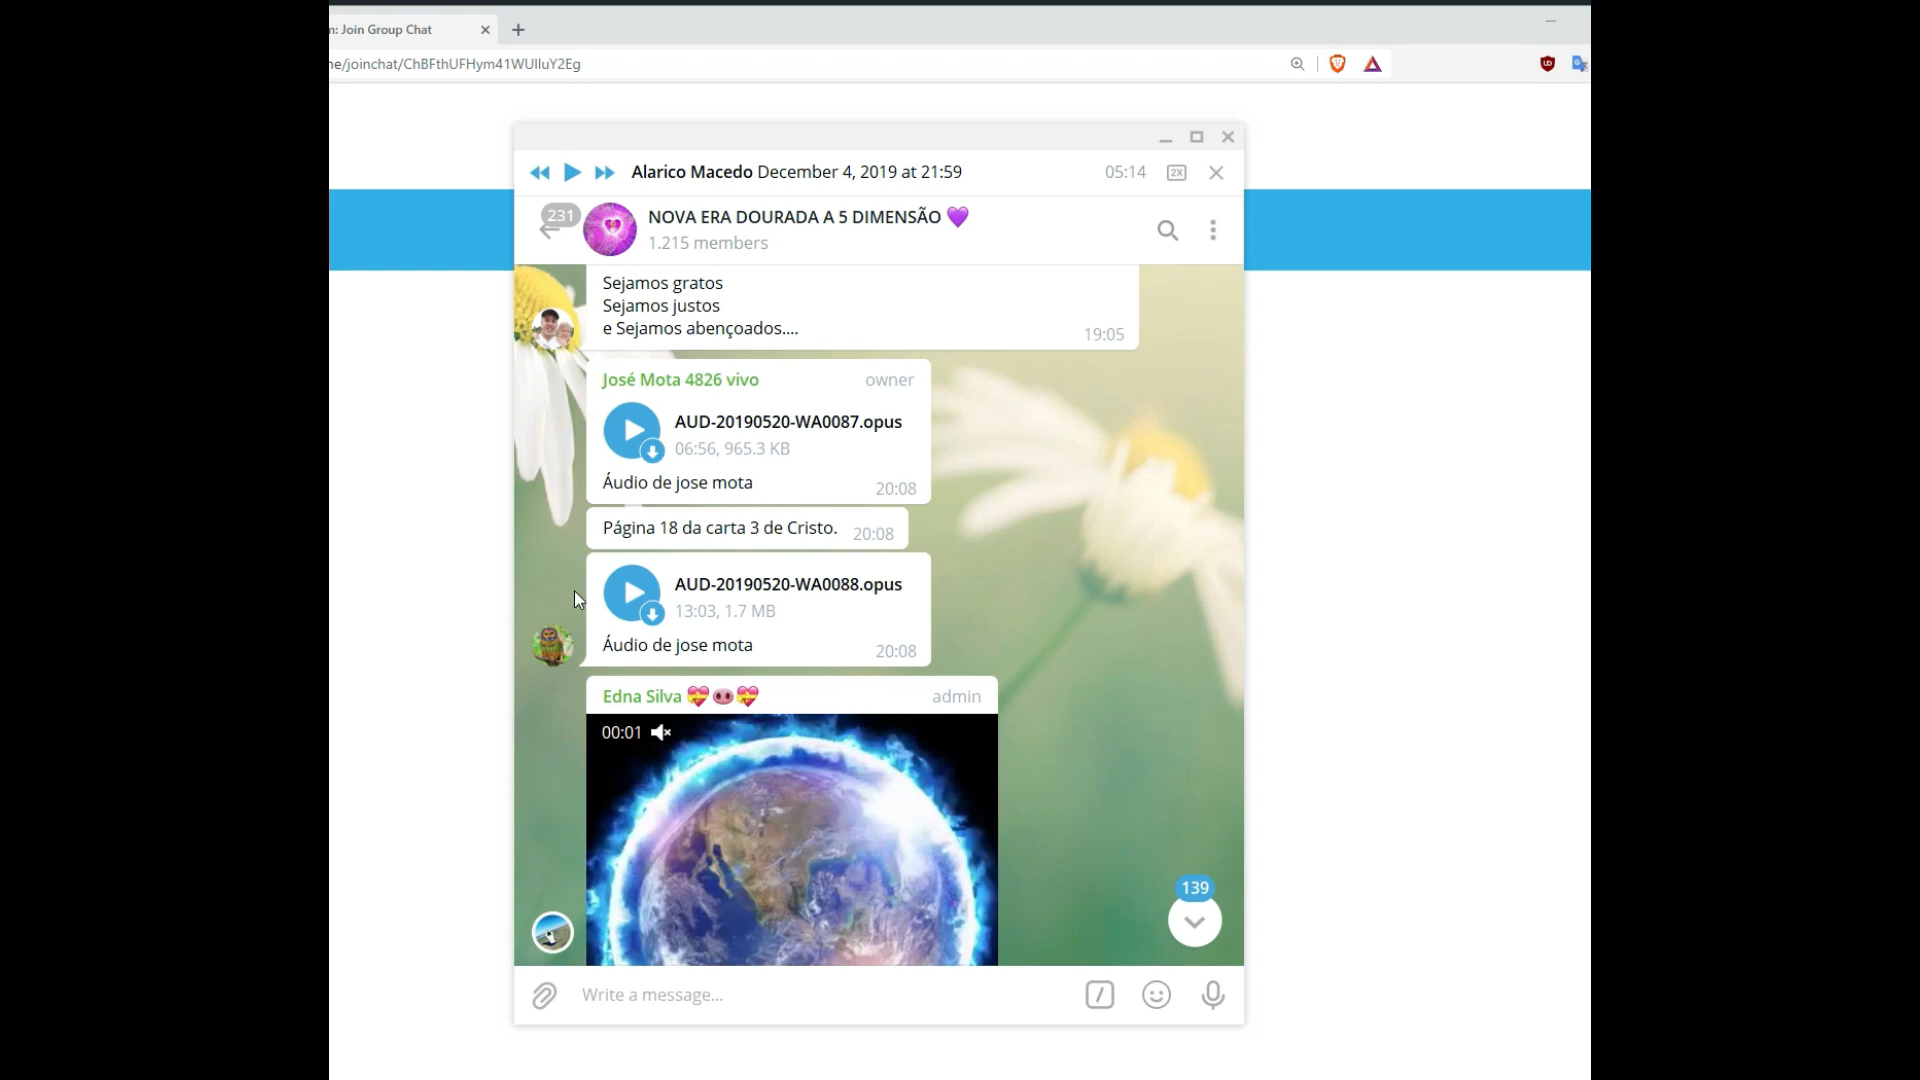 n: Join Group Chat
ne/joinchat/ChBFthUFHym41WUlluY2Eg
Alarico Macedo December 4, 2019 at 21:59
05:14
2X
231
NOVA ERA DOURADA A 5 DIMENSÃO 💜
1.215 members
Sejamos gratos
Sejamos justos
e Sejamos abençoados....
19:05
José Mota 4826 vivo
owner
AUD-20190520-WA0087.opus
06:56, 965.3 KB
Áudio de jose mota
20:08
Página 18 da carta 3 de Cristo.
20:08
AUD-20190520-WA0088.opus
13:03, 1.7 MB
Áudio de jose mota
20:08
Edna Silva 💝🐽💝
admin
00:01
139
Write a message...